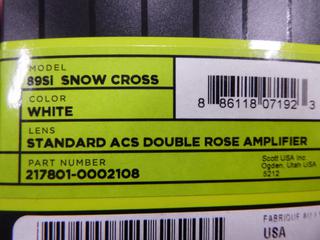 MODEL
89Si SNOW CROSS
COLOR
WHITE
8 86118 07192 3
LENS
STANDARD ACS DOUBLE ROSE AMPLIFIER
PART NUMBER
217801-0002108
Scott USA Inc
Ogden, Utah USA
5212
USA